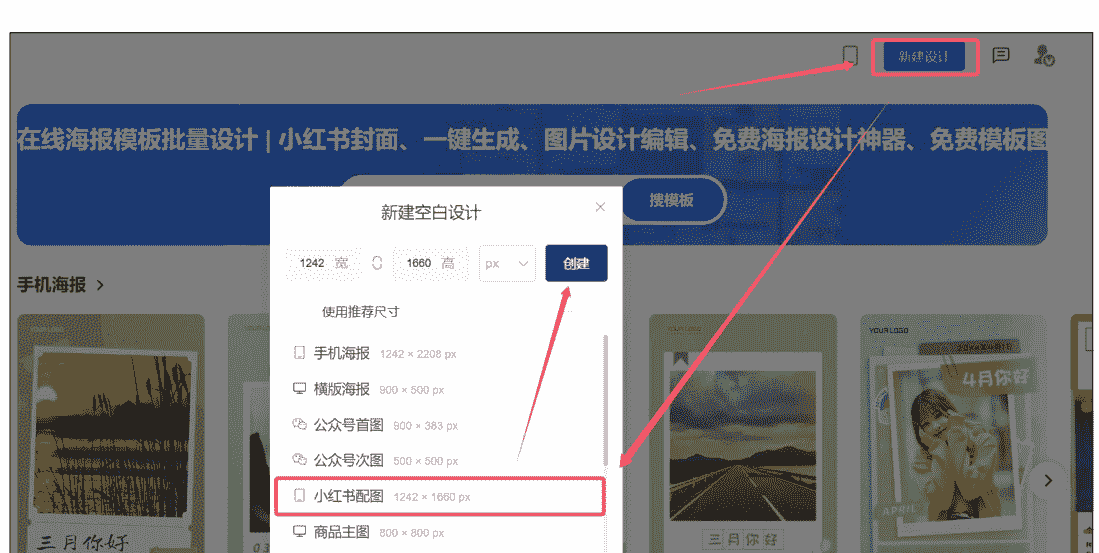 新建设计
在线海报模板批量设计 | 小红书封面、一键生成、图片设计编辑、免费海报设计神器、免费模板图
搜模板
新建空白设计
1242 宽 1660 高 px 创建
使用推荐尺寸
手机海报 1242 × 2208 px
横版海报 900 × 500 px
公众号首图 900 × 383 px
公众号次图 500 × 500 px
小红书配图 1242 × 1660 px
商品主图 800 × 800 px
手机海报
YOUR LOGO
三月你好
03
三月你好
YOUR LOGO
4月你好
APRIL